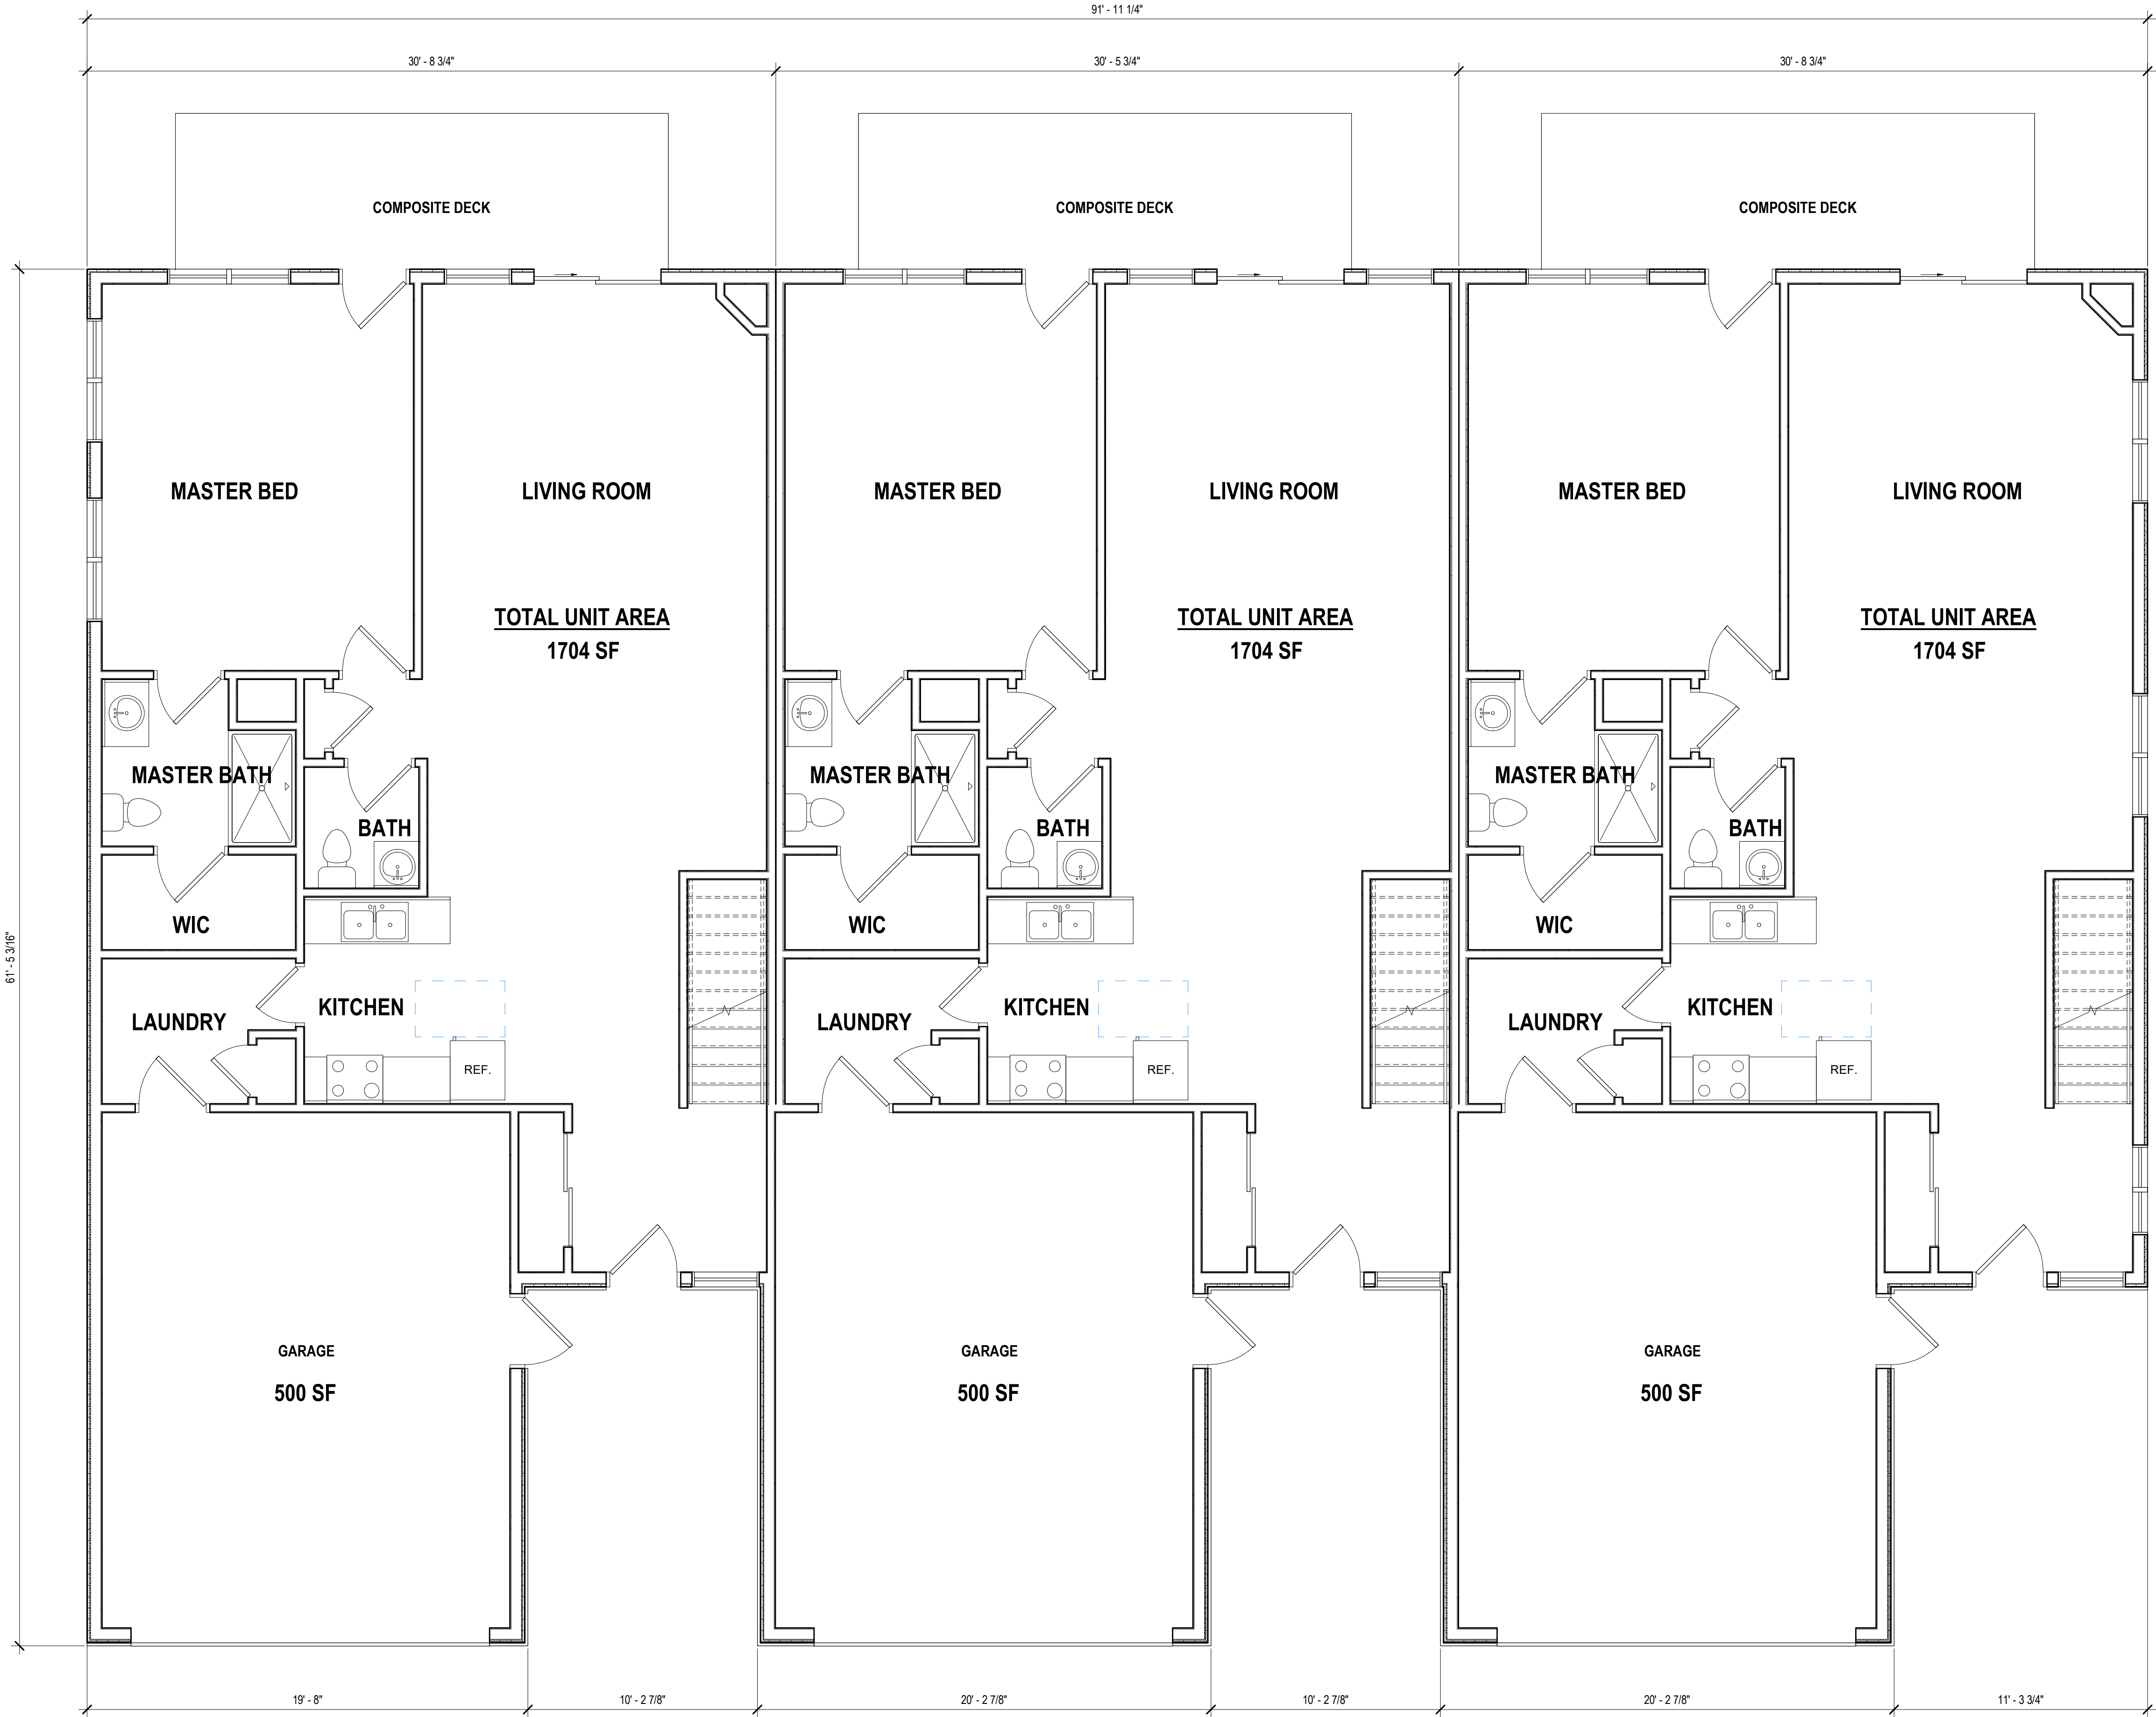 91' - 11 1/4"
30' - 8 3/4"
30' - 5 3/4"
30' - 8 3/4"
COMPOSITE DECK
COMPOSITE DECK
COMPOSITE DECK
MASTER BED
LIVING ROOM
MASTER BED
LIVING ROOM
MASTER BED
LIVING ROOM
TOTAL UNIT AREA
1704 SF
TOTAL UNIT AREA
1704 SF
TOTAL UNIT AREA
1704 SF
MASTER BATH
MASTER BATH
MASTER BATH
BATH
BATH
BATH
WIC
WIC
WIC
61' - 5 3/16"
KITCHEN
KITCHEN
KITCHEN
LAUNDRY
LAUNDRY
LAUNDRY
REF.
REF.
REF.
GARAGE
500 SF
GARAGE
500 SF
GARAGE
500 SF
19' - 8"
10' - 2 7/8"
20' - 2 7/8"
10' - 2 7/8"
20' - 2 7/8"
11' - 3 3/4"